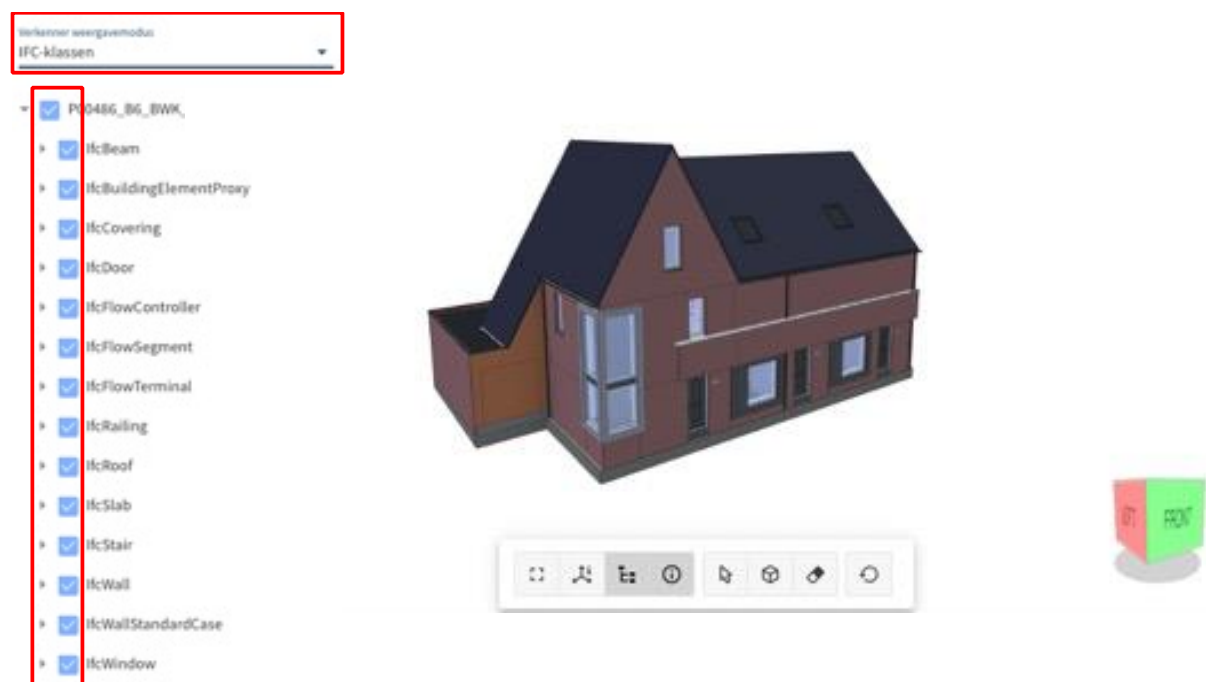 Verkenner weergavemodus
IFC-klassen
P00486_B6_BWK_
IfcBeam
IfcBuildingElementProxy
IfcCovering
IfcDoor
IfcFlowController
IfcFlowSegment
IfcFlowTerminal
IfcRailing
IfcRoof
IfcSlab
IfcStair
IfcWall
IfcWallStandardCase
IfcWindow
FRONT